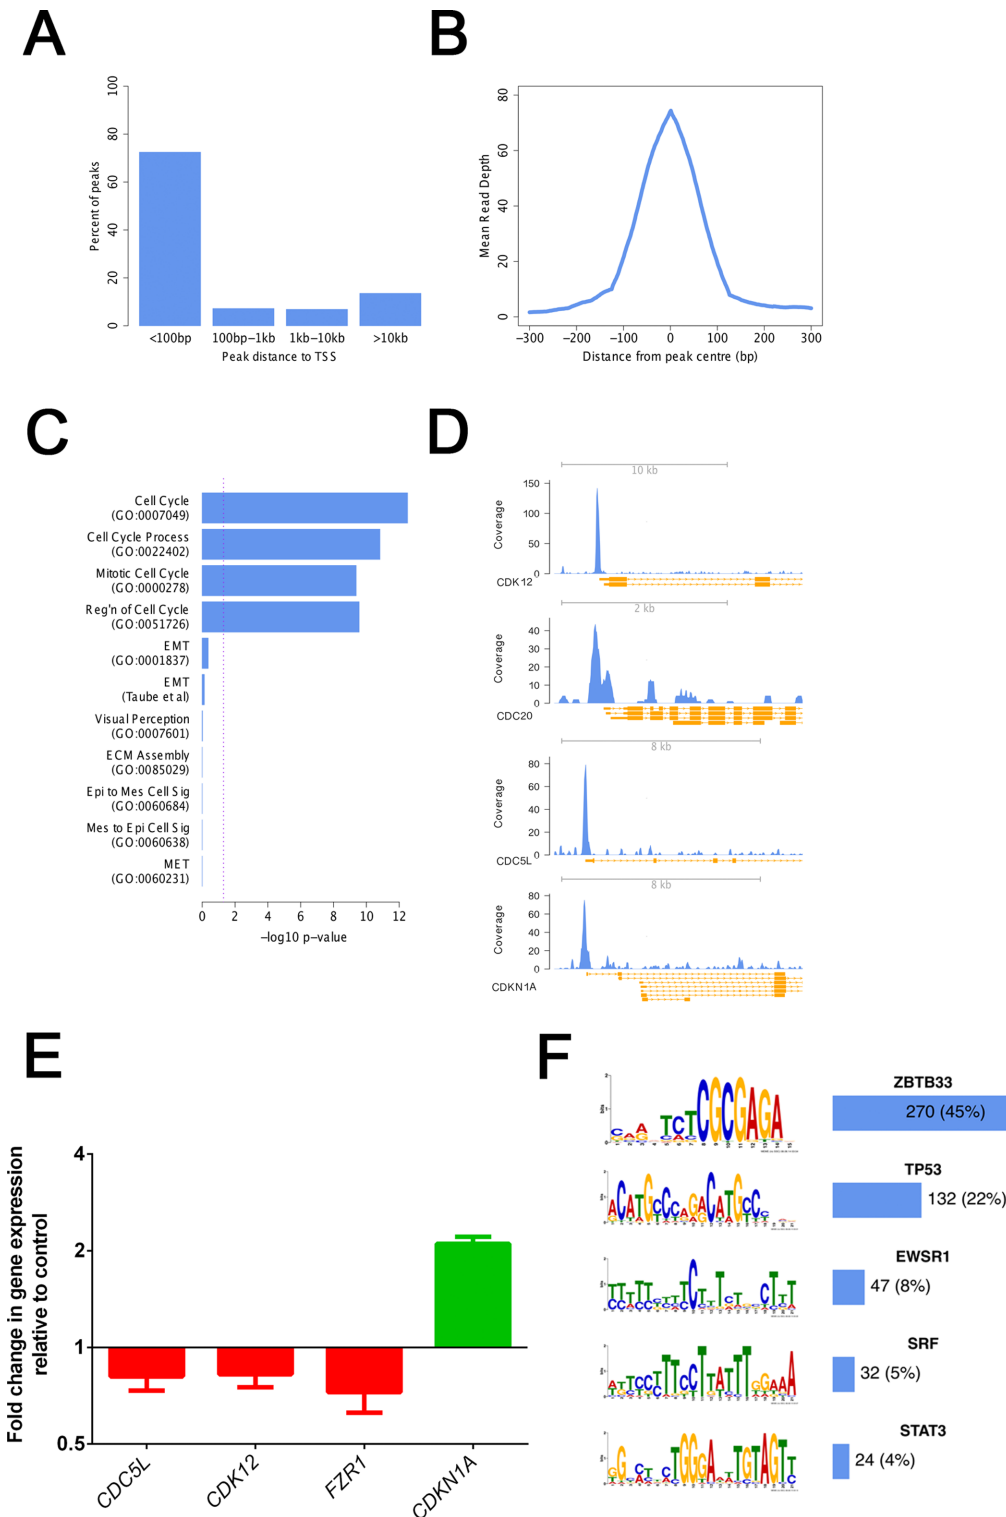 A
B
100
80
60
40
20
0
Percent of peaks
<100bp
100bp–1kb
1kb–10kb
>10kb
Peak distance to TSS
80
60
40
20
0
Mean Read Depth
−300
−200
−100
0
100
200
300
Distance from peak centre (bp)
C
D
Cell Cycle
(GO:0007049)
Cell Cycle Process
(GO:0022402)
Mitotic Cell Cycle
(GO:0000278)
Reg'n of Cell Cycle
(GO:0051726)
EMT
(GO:0001837)
EMT
(Taube et al)
Visual Perception
(GO:0007601)
ECM Assembly
(GO:0085029)
Epi to Mes Cell Sig
(GO:0060684)
Mes to Epi Cell Sig
(GO:0060638)
MET
(GO:0060231)
0 2 4 6 8 10 12
−log10 p−value
10 kb
150
100
50
0
Coverage
CDK12
2 kb
40
30
20
10
0
Coverage
CDC20
8 kb
80
60
40
20
0
Coverage
CDC5L
8 kb
80
60
40
20
0
Coverage
CDKN1A
E
F
Fold change in gene expression
relative to control
4
2
1
0.5
CDC5L
CDK12
FZR1
CDKN1A
ZBTB33
270 (45%)
TP53
132 (22%)
EWSR1
47 (8%)
SRF
32 (5%)
STAT3
24 (4%)